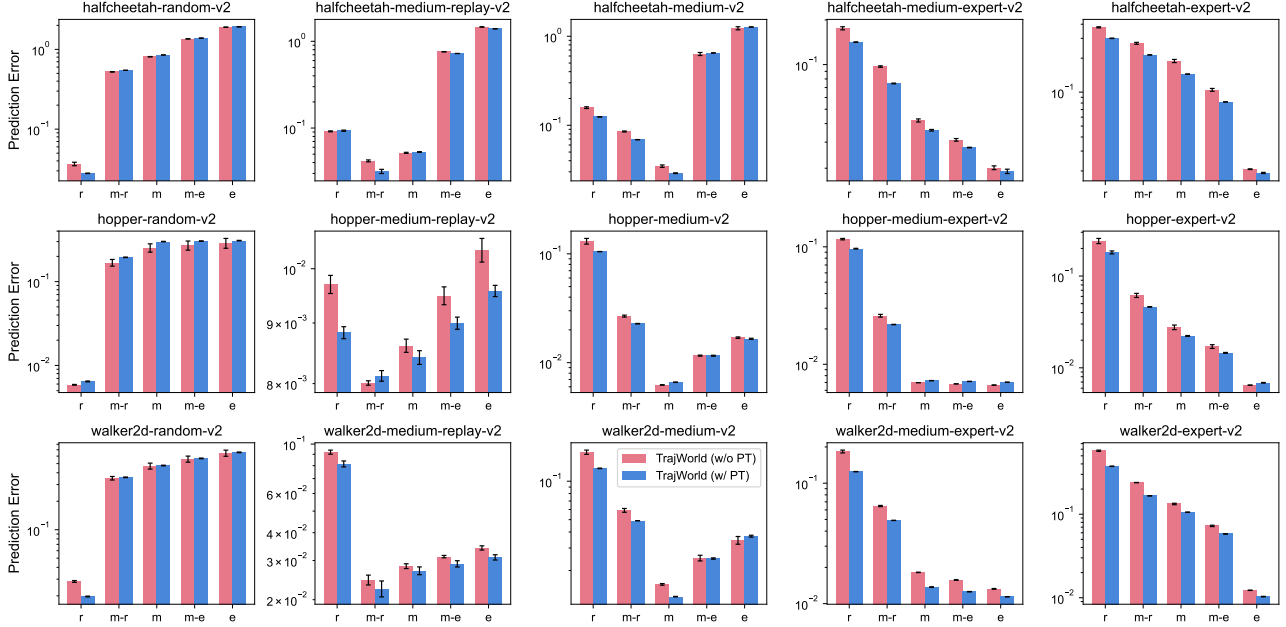 halfcheetah-random-v2
halfcheetah-medium-replay-v2
halfcheetah-medium-v2
halfcheetah-medium-expert-v2
halfcheetah-expert-v2
Prediction Error
10⁰
10⁻¹
r m-r m m-e e
10⁰
10⁻¹
r m-r m m-e e
10⁰
10⁻¹
r m-r m m-e e
10⁻¹
r m-r m m-e e
10⁻¹
r m-r m m-e e
hopper-random-v2
hopper-medium-replay-v2
hopper-medium-v2
hopper-medium-expert-v2
hopper-expert-v2
Prediction Error
10⁻¹
10⁻²
r m-r m m-e e
10⁻²
9 × 10⁻³
8 × 10⁻³
r m-r m m-e e
10⁻¹
10⁻²
r m-r m m-e e
10⁻¹
10⁻²
r m-r m m-e e
10⁻¹
10⁻²
r m-r m m-e e
walker2d-random-v2
walker2d-medium-replay-v2
walker2d-medium-v2
walker2d-medium-expert-v2
walker2d-expert-v2
Prediction Error
10⁻¹
r m-r m m-e e
10⁻¹
6 × 10⁻²
4 × 10⁻²
3 × 10⁻²
2 × 10⁻²
r m-r m m-e e
TrajWorld (w/o PT)
TrajWorld (w/ PT)
10⁻¹
r m-r m m-e e
10⁻¹
10⁻²
r m-r m m-e e
10⁻¹
10⁻²
r m-r m m-e e